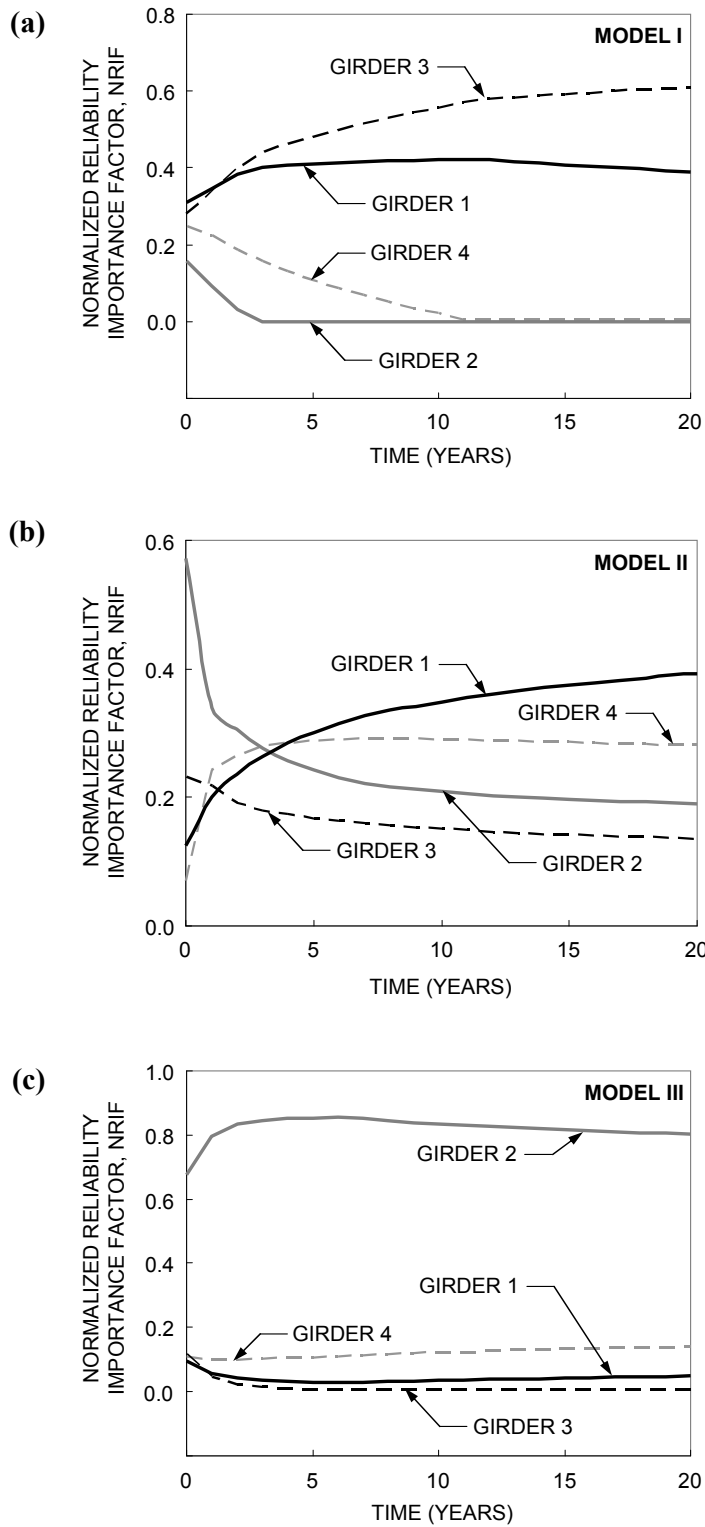 (a)
NORMALIZED RELIABILITY
IMPORTANCE FACTOR, NRIF
0.8
0.6
0.4
0.2
0.0
MODEL I
GIRDER 3
GIRDER 1
GIRDER 4
GIRDER 2
0 5 10 15 20
TIME (YEARS)
(b)
NORMALIZED RELIABILITY
IMPORTANCE FACTOR, NRIF
0.6
0.4
0.2
0.0
MODEL II
GIRDER 1
GIRDER 4
GIRDER 3
GIRDER 2
0 5 10 15 20
TIME (YEARS)
(c)
NORMALIZED RELIABILITY
IMPORTANCE FACTOR, NRIF
1.0
0.8
0.6
0.4
0.2
0.0
MODEL III
GIRDER 2
GIRDER 1
GIRDER 4
GIRDER 3
0 5 10 15 20
TIME (YEARS)